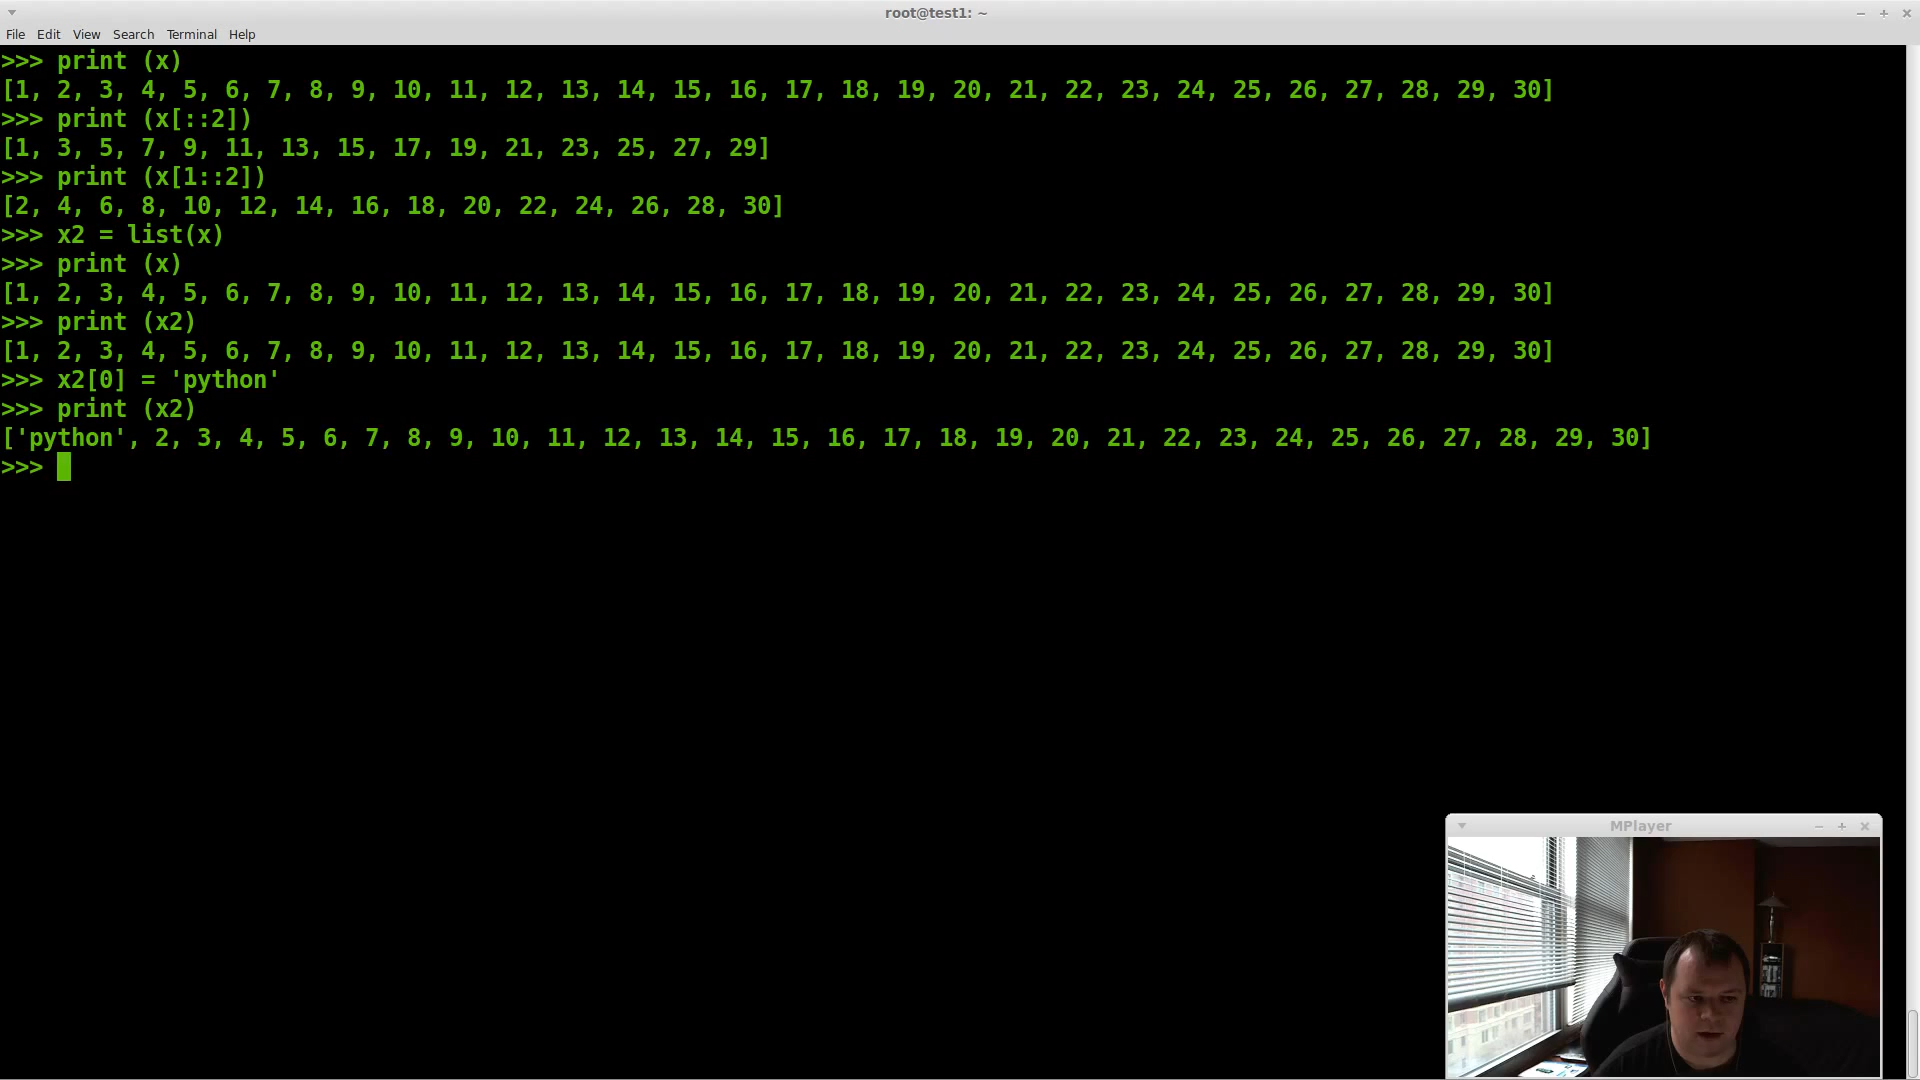 root@test1: ~
File Edit View Search Terminal Help
>>> print (x)
[1, 2, 3, 4, 5, 6, 7, 8, 9, 10, 11, 12, 13, 14, 15, 16, 17, 18, 19, 20, 21, 22, 23, 24, 25, 26, 27, 28, 29, 30]
>>> print (x[::2])
[1, 3, 5, 7, 9, 11, 13, 15, 17, 19, 21, 23, 25, 27, 29]
>>> print (x[1::2])
[2, 4, 6, 8, 10, 12, 14, 16, 18, 20, 22, 24, 26, 28, 30]
>>> x2 = list(x)
>>> print (x)
[1, 2, 3, 4, 5, 6, 7, 8, 9, 10, 11, 12, 13, 14, 15, 16, 17, 18, 19, 20, 21, 22, 23, 24, 25, 26, 27, 28, 29, 30]
>>> print (x2)
[1, 2, 3, 4, 5, 6, 7, 8, 9, 10, 11, 12, 13, 14, 15, 16, 17, 18, 19, 20, 21, 22, 23, 24, 25, 26, 27, 28, 29, 30]
>>> x2[0] = 'python'
>>> print (x2)
['python', 2, 3, 4, 5, 6, 7, 8, 9, 10, 11, 12, 13, 14, 15, 16, 17, 18, 19, 20, 21, 22, 23, 24, 25, 26, 27, 28, 29, 30]
>>>
MPlayer